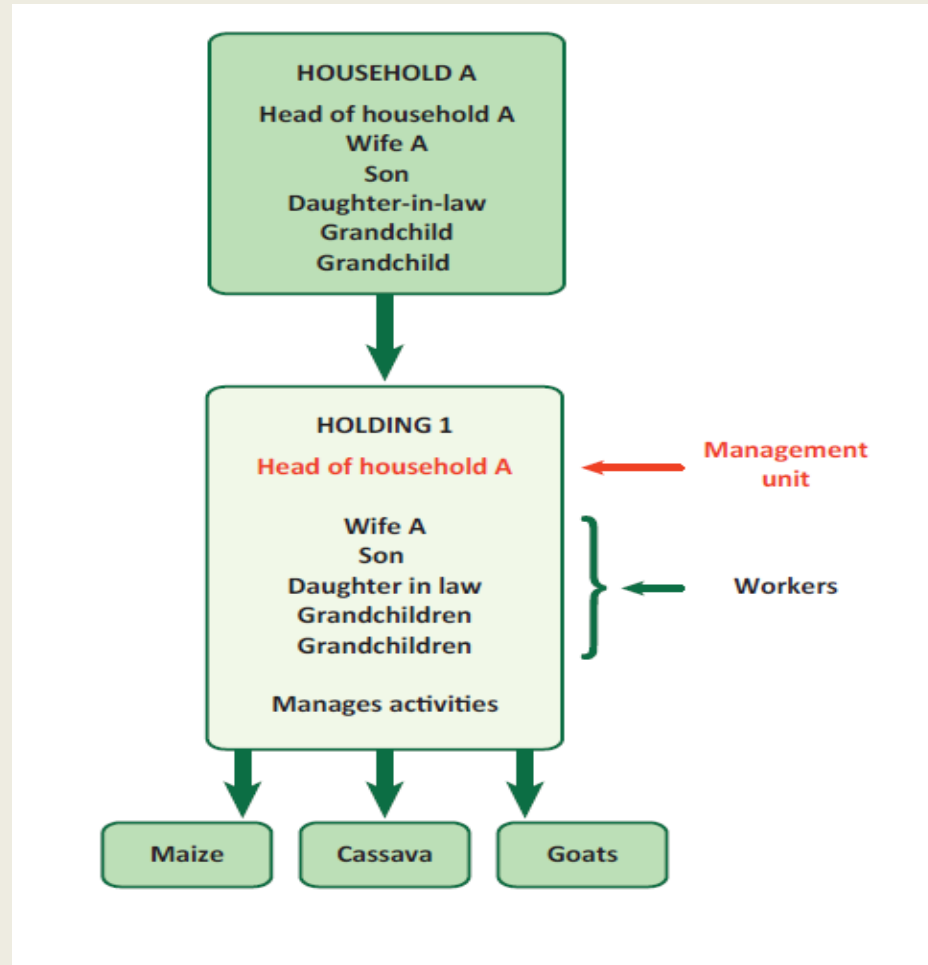 HOUSEHOLD A
Head of household A
Wife A
Son
Daughter-in-law
Grandchild
Grandchild
HOLDING 1
Head of household A
Management
unit
Wife A
Son
Daughter in law
Grandchildren
Grandchildren
Workers
Manages activities
Maize
Cassava
Goats